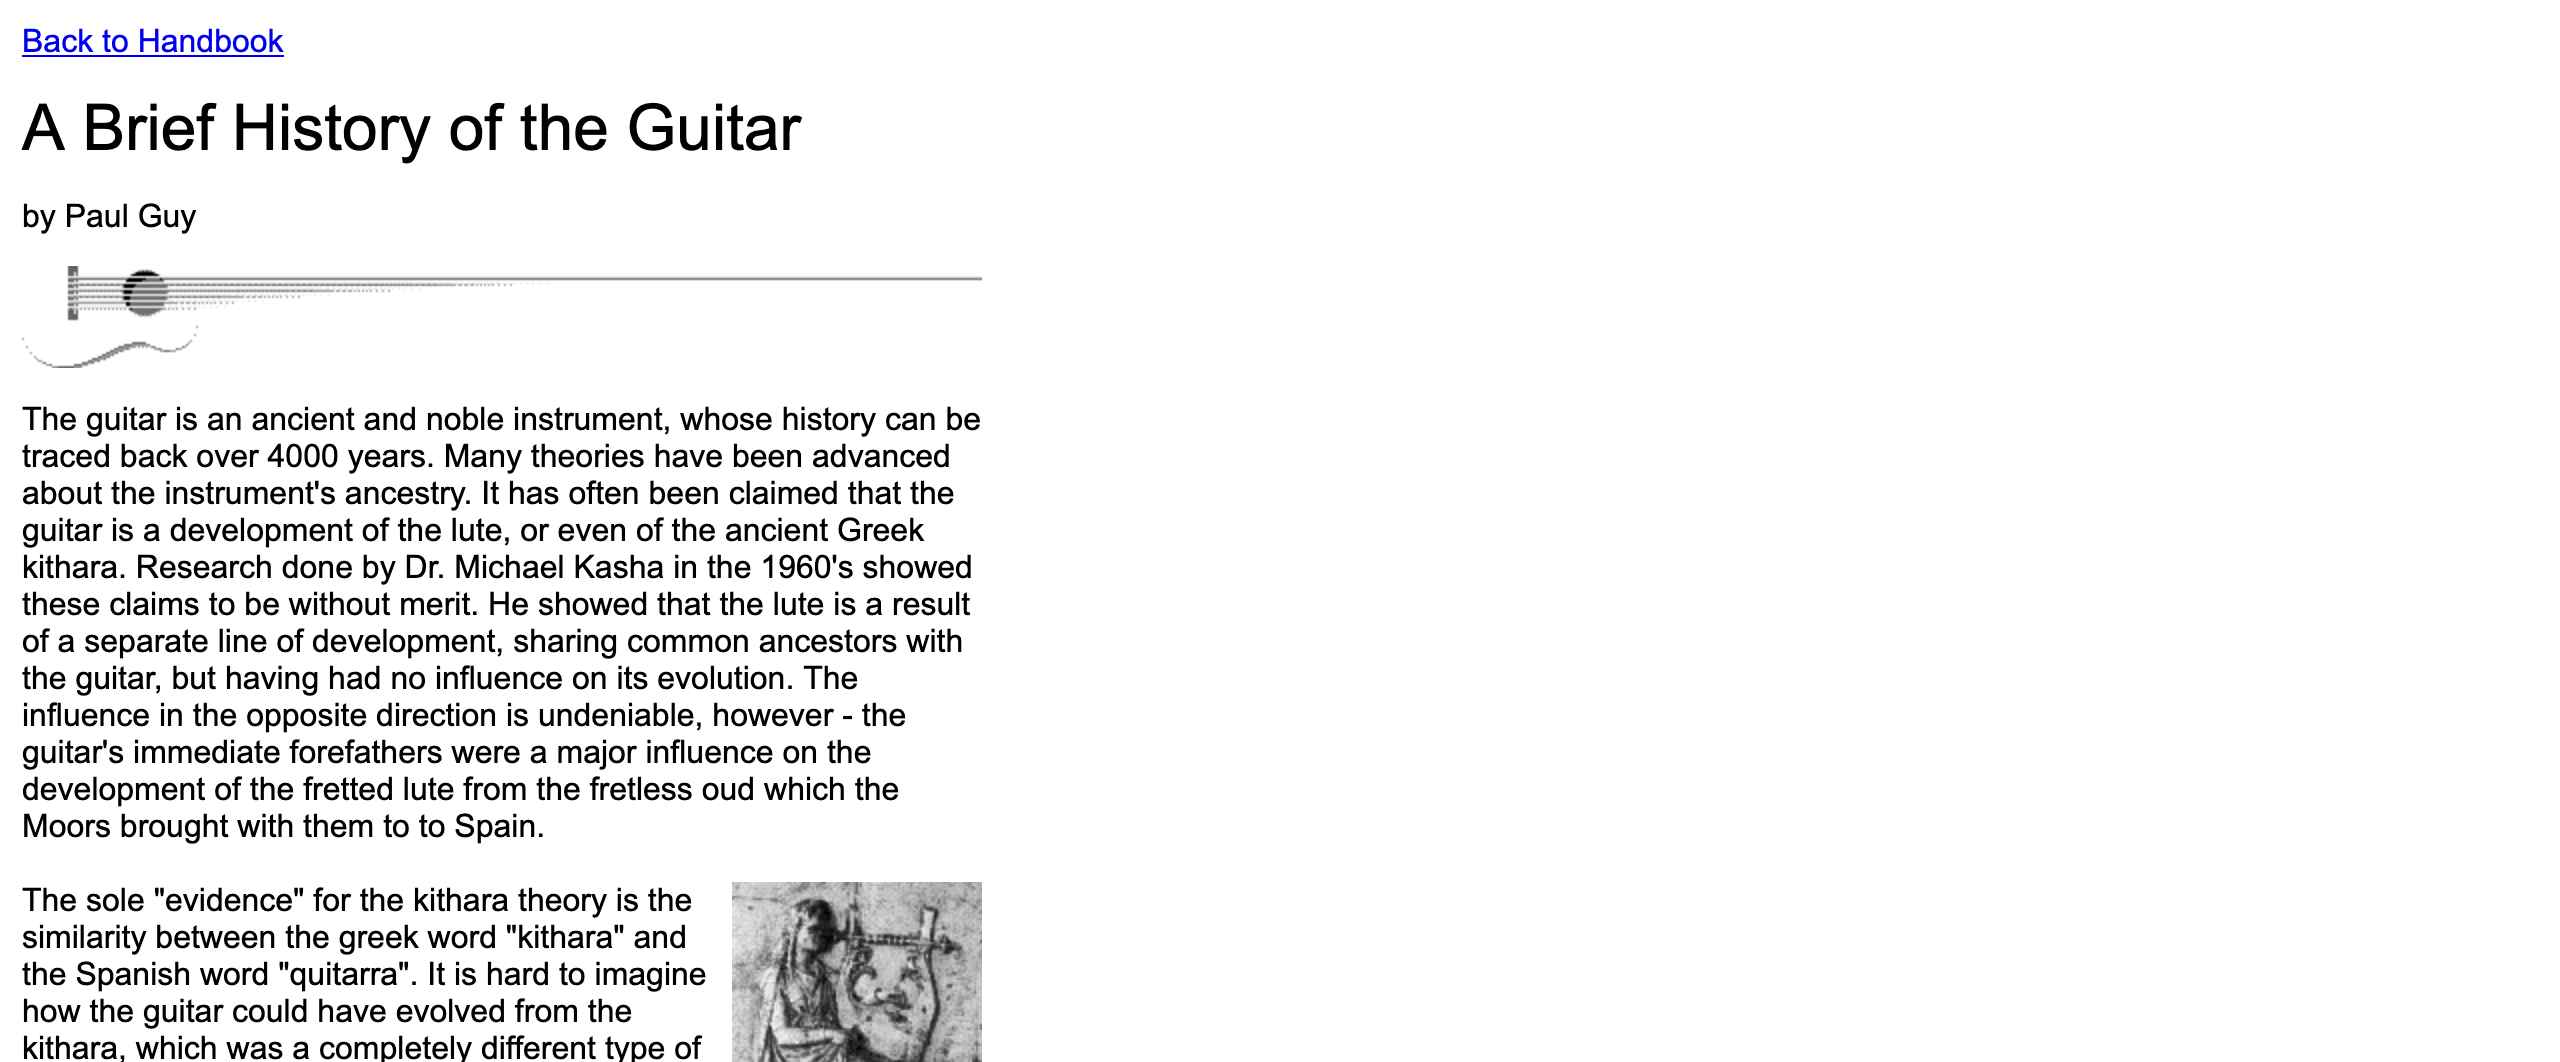 Back to Handbook
A Brief History of the Guitar
by Paul Guy
The guitar is an ancient and noble instrument, whose history can be
traced back over 4000 years. Many theories have been advanced
about the instrument's ancestry. It has often been claimed that the
guitar is a development of the lute, or even of the ancient Greek
kithara. Research done by Dr. Michael Kasha in the 1960's showed
these claims to be without merit. He showed that the lute is a result
of a separate line of development, sharing common ancestors with
the guitar, but having had no influence on its evolution. The
influence in the opposite direction is undeniable, however - the
guitar's immediate forefathers were a major influence on the
development of the fretted lute from the fretless oud which the
Moors brought with them to to Spain.
The sole "evidence" for the kithara theory is the
similarity between the greek word "kithara" and
the Spanish word "quitarra". It is hard to imagine
how the guitar could have evolved from the
kithara, which was a completely different type of